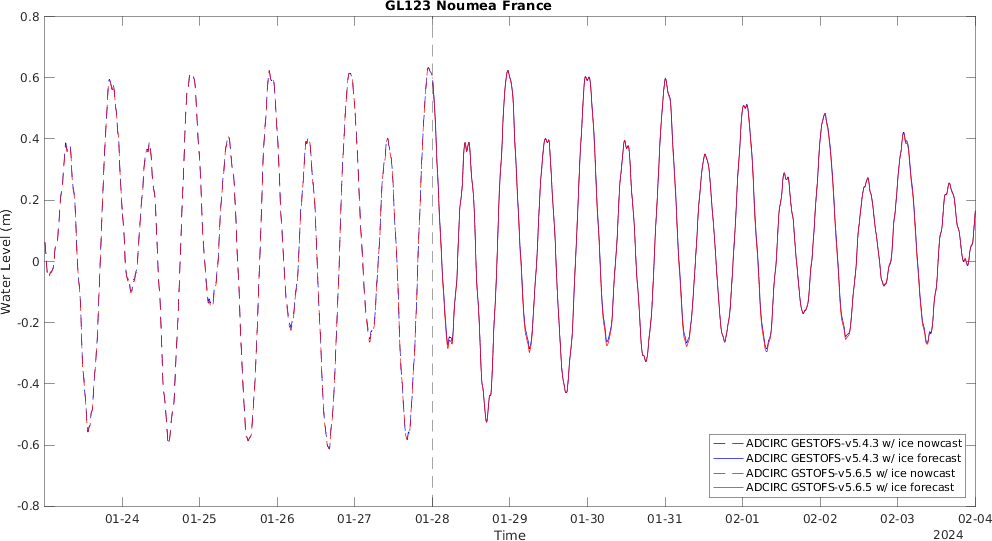 GL123 Noumea France
0.8
0.6
0.4
0.2
0
-0.2
-0.4
-0.6
-0.8
Water Level (m)
ADCIRC GESTOFS-v5.4.3 w/ ice nowcast
ADCIRC GESTOFS-v5.4.3 w/ ice forecast
ADCIRC GSTOFS-v5.6.5 w/ ice nowcast
ADCIRC GSTOFS-v5.6.5 w/ ice forecast
01-24 01-25 01-26 01-27 01-28 01-29 01-30 01-31 02-01 02-02 02-03 02-04
Time
2024